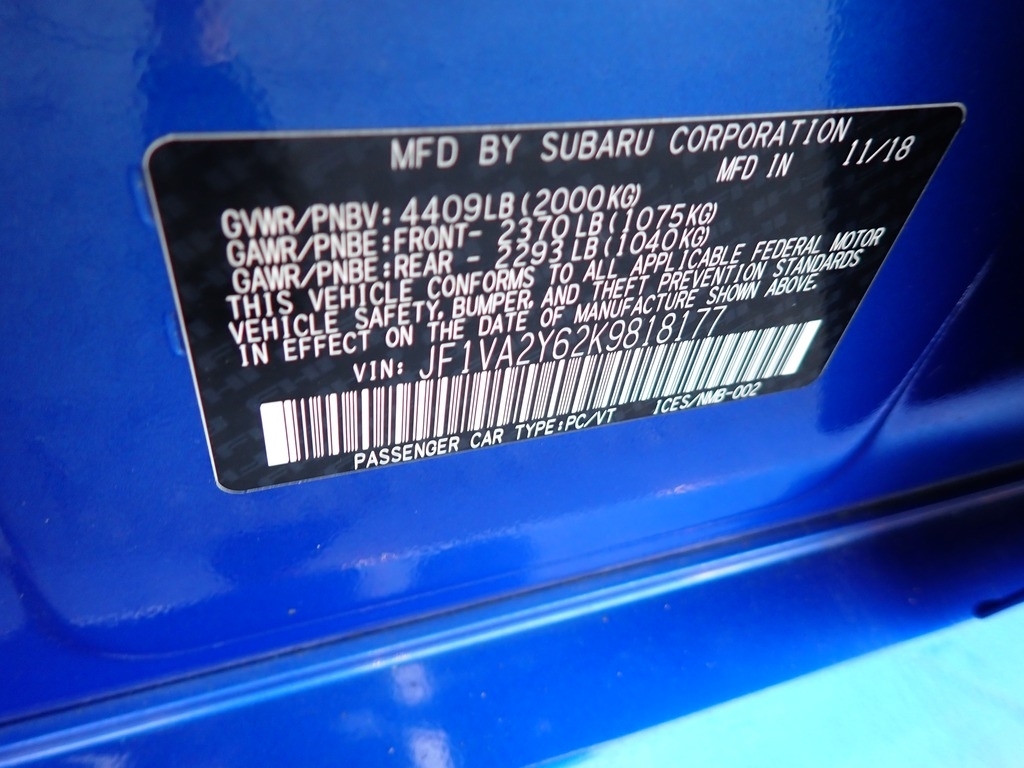 MFD BY SUBARU CORPORATION
MFD IN 11/18
GVWR/PNBV: 4409LB(2000KG)
GAWR/PNBE:FRONT- 2370LB(1075KG)
GAWR/PNBE:REAR - 2293LB(1040KG)
THIS VEHICLE CONFORMS TO ALL APPLICABLE FEDERAL MOTOR
VEHICLE SAFETY, BUMPER, AND THEFT PREVENTION STANDARDS
IN EFFECT ON THE DATE OF MANUFACTURE SHOWN ABOVE.
VIN: JF1VA2Y62K9818177
PASSENGER CAR TYPE:PC/VT ICES/NMB-002